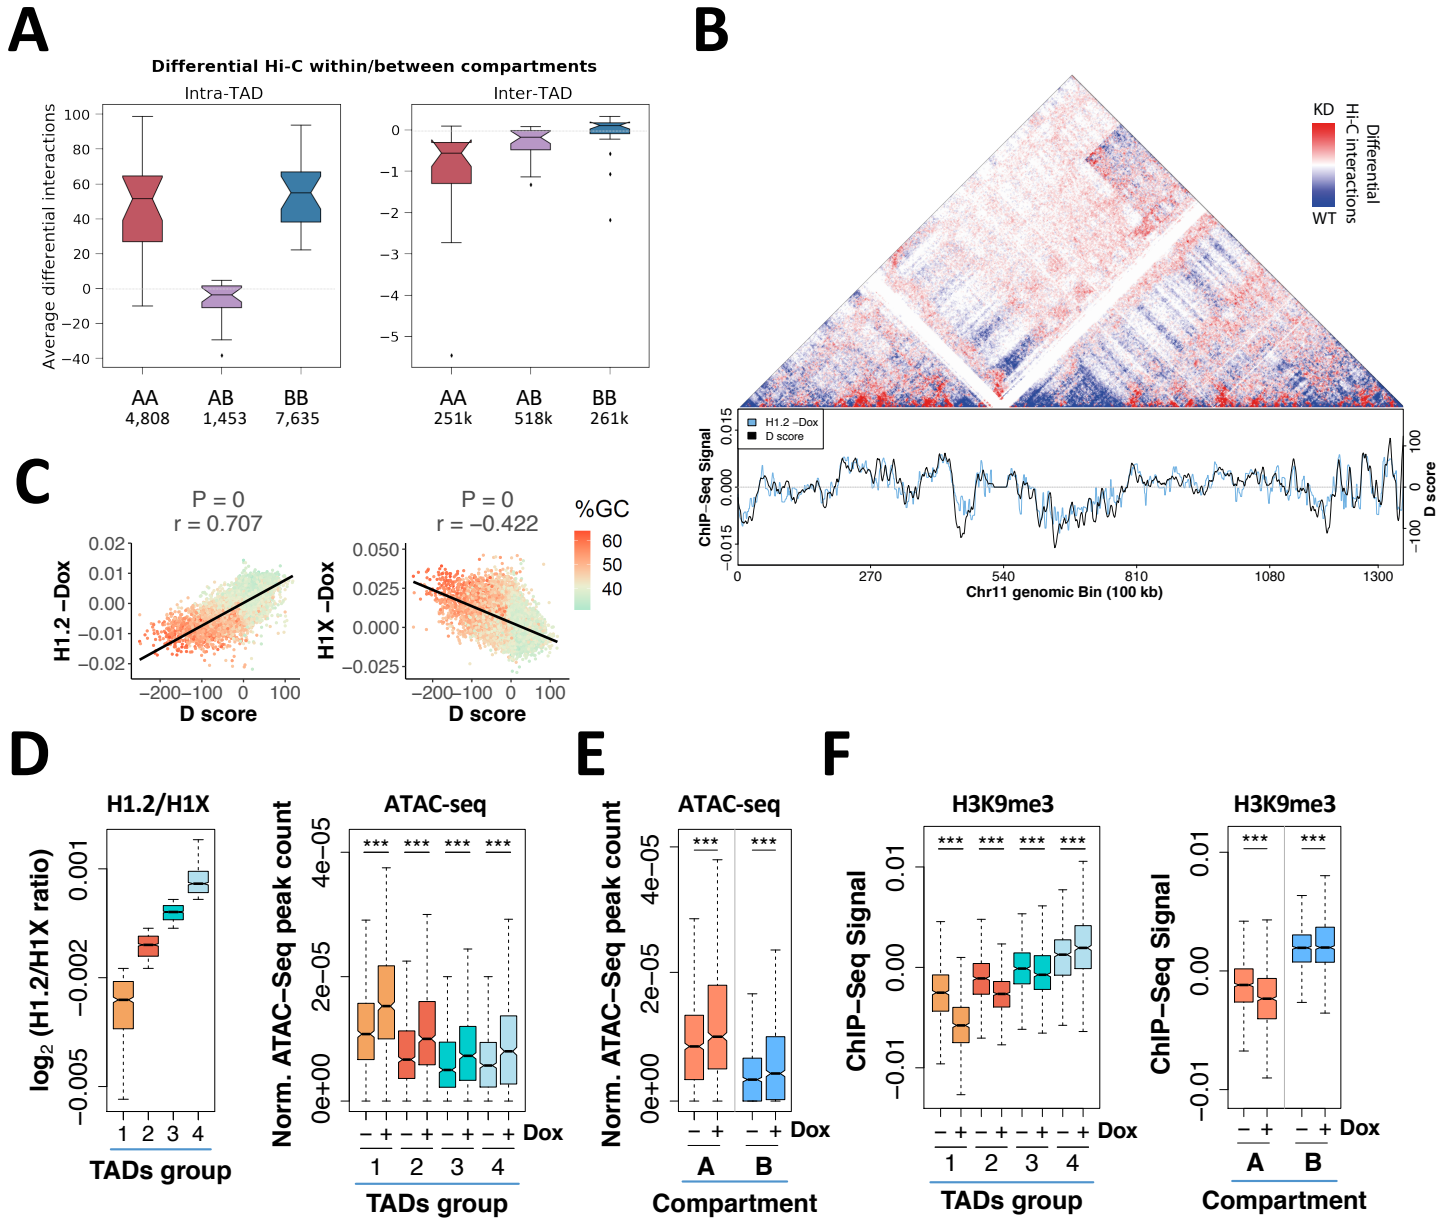 A
Differential Hi-C within/between compartments
Intra-TAD
Inter-TAD
Average differential interactions
100
80
60
40
20
0
−20
−40
0
−1
−2
−3
−4
−5
AA
AB
BB
4,808
1,453
7,635
AA
AB
BB
251k
518k
261k
B
KD
WT
Differential
Hi-C interactions
H1.2 −Dox
D score
ChIP−Seq Signal
0.015
0.000
−0.015
100
0
−100
D score
0
270
540
810
1080
1300
Chr11 genomic Bin (100 kb)
C
P = 0
r = 0.707
H1.2 −Dox
0.02
0.01
0.00
−0.01
−0.02
−200
−100
0
100
D score
P = 0
r = −0.422
H1X −Dox
0.050
0.025
0.000
−0.025
−200
−100
0
100
D score
%GC
60
50
40
D
H1.2/H1X
log2 (H1.2/H1X ratio)
0.001
−0.002
−0.005
1
2
3
4
TADs group
ATAC-seq
Norm. ATAC−Seq peak count
4e−05
2e−05
0e+00
*** *** *** ***
− + − + − + − + Dox
1
2
3
4
TADs group
E
ATAC-seq
Norm. ATAC−Seq peak count
4e−05
2e−05
0e+00
*** ***
− + − + Dox
A
B
Compartment
F
H3K9me3
ChIP−Seq Signal
0.01
0.00
−0.01
*** *** *** ***
− + − + − + − + Dox
1
2
3
4
TADs group
H3K9me3
ChIP−Seq Signal
0.01
0.00
−0.01
*** ***
− + − + Dox
A
B
Compartment